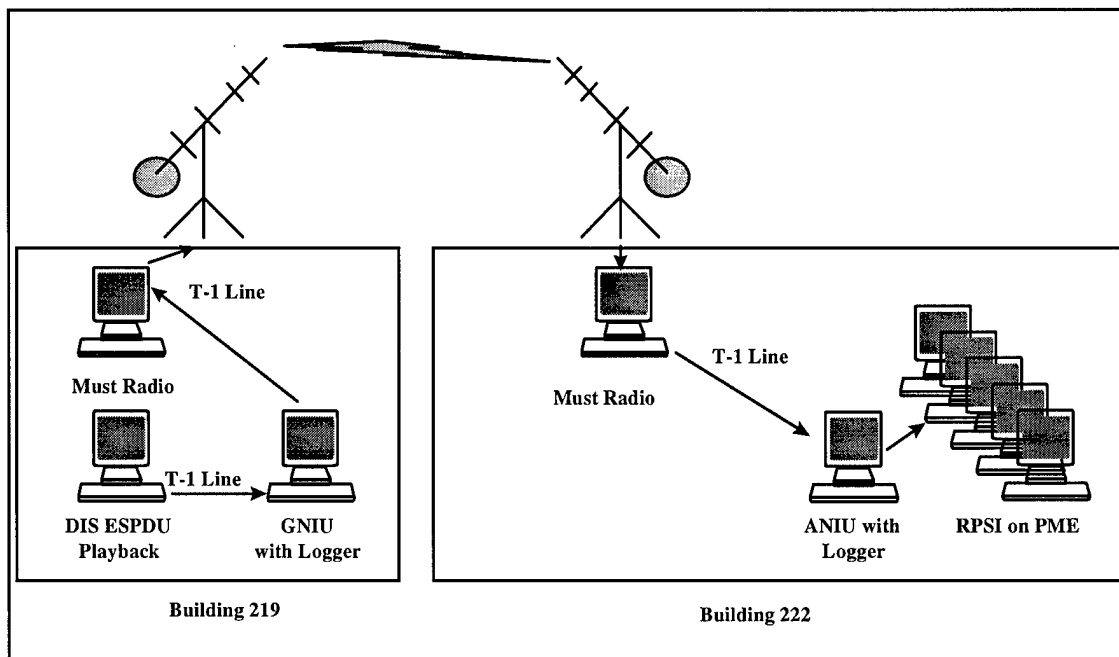 T-1 Line
Must Radio
T-1 Line
DIS ESPDU
Playback
GNIU
with Logger
Building 219
T-1 Line
Must Radio
ANIU with
Logger
RPSI on PME
Building 222